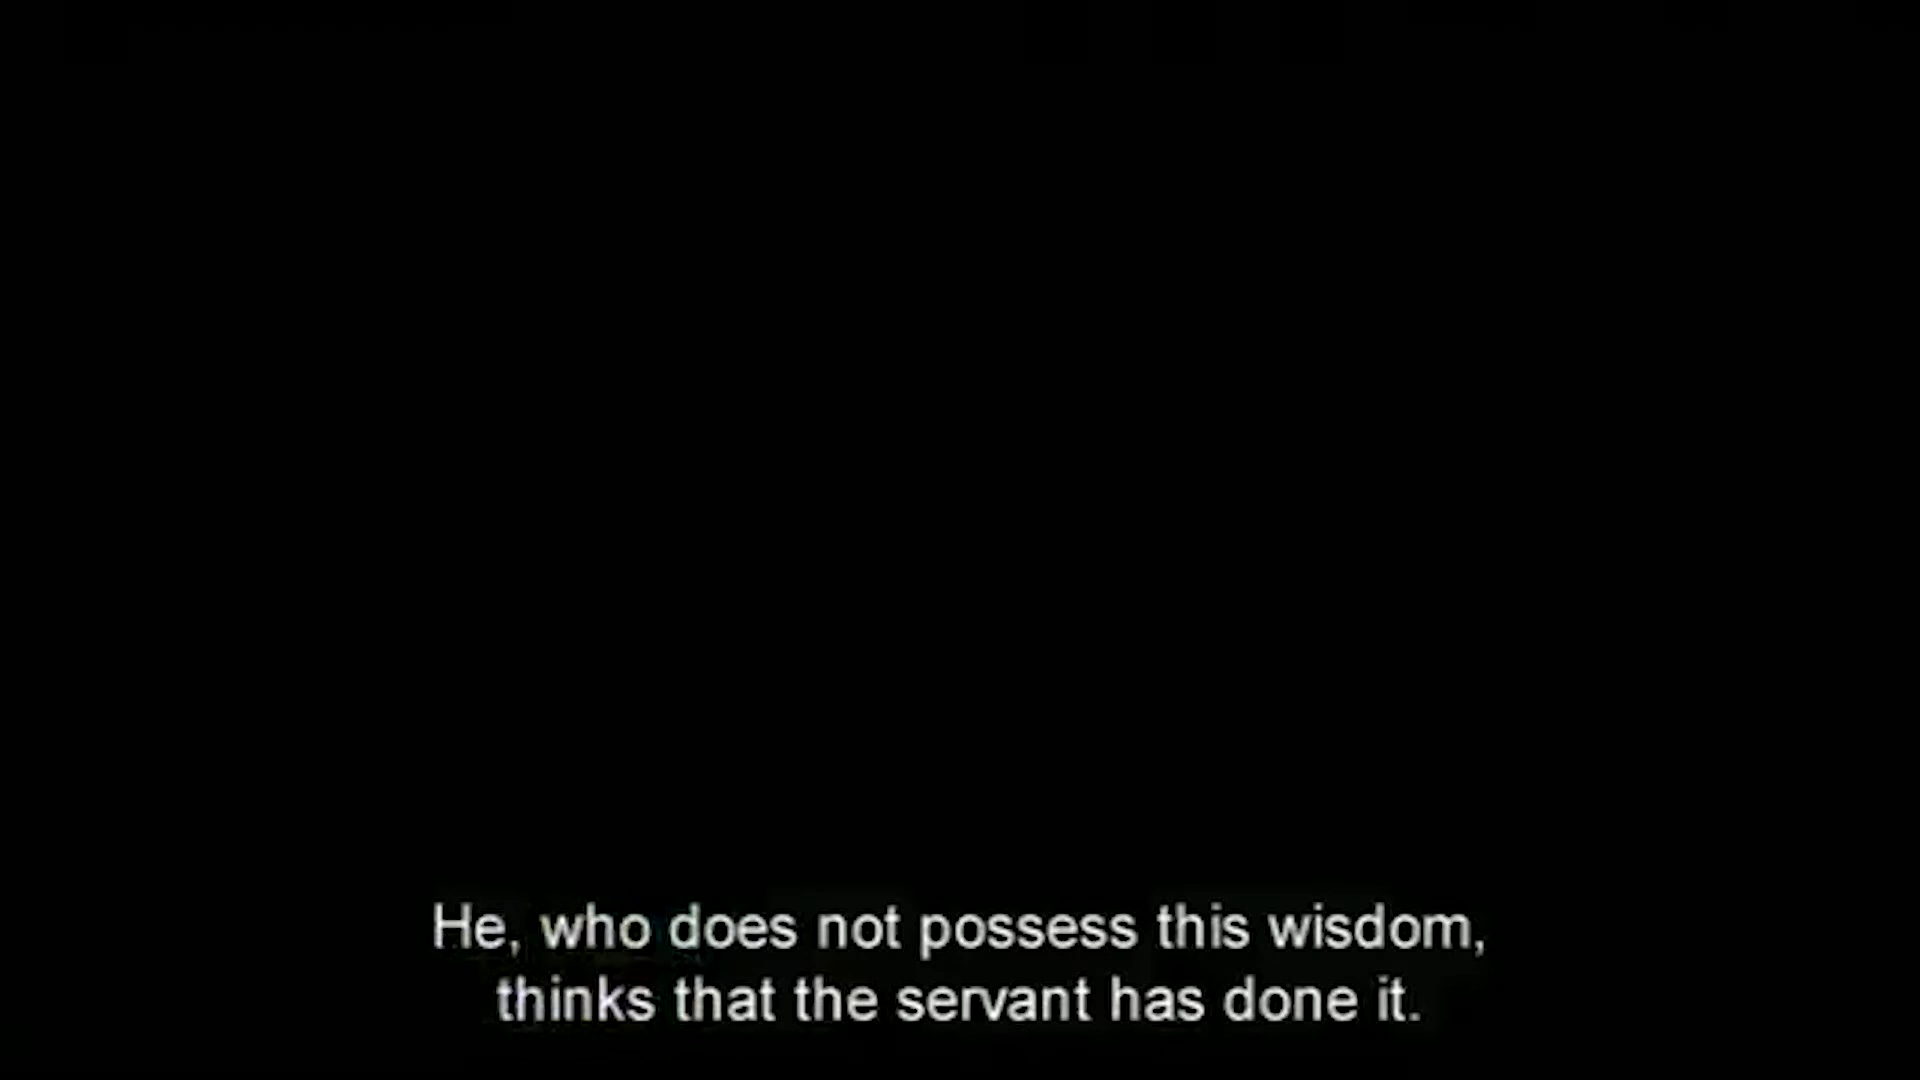 He, who does not possess this wisdom,
thinks that the servant has done it.